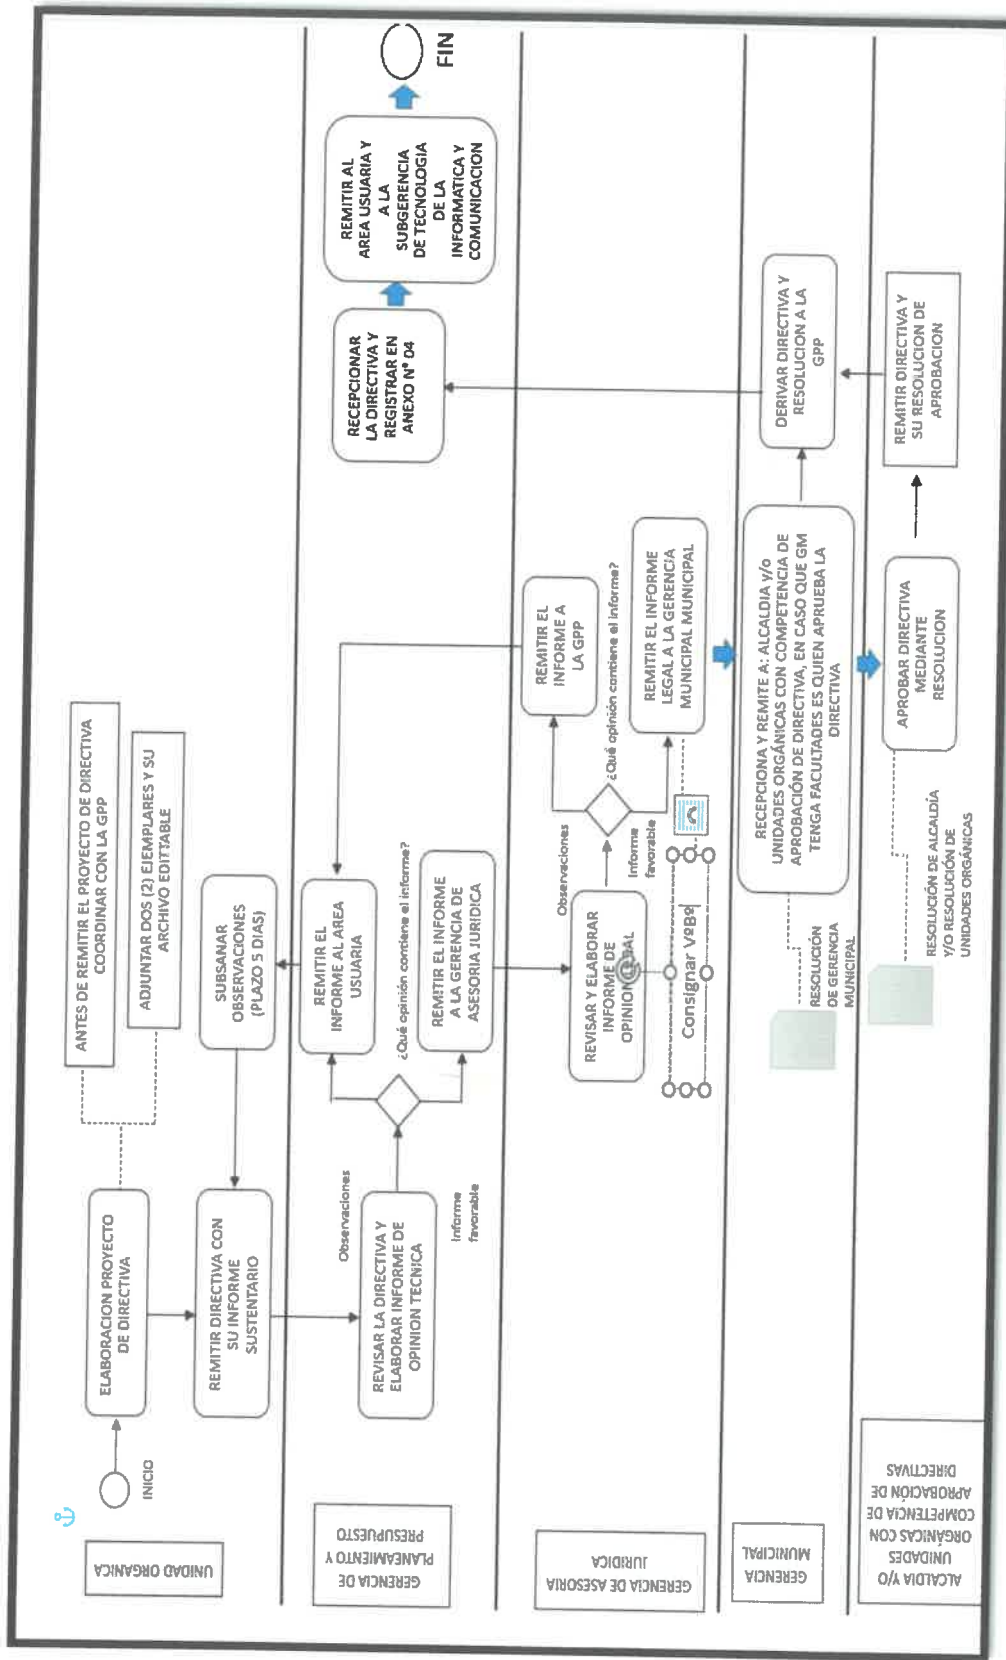 UNIDAD ORGANICA
INICIO
ELABORACION PROYECTO
DE DIRECTIVA
ANTES DE REMITIR EL PROYECTO DE DIRECTIVA
COORDINAR CON LA GPP
ADJUNTAR DOS (2) EJEMPLARES Y SU
ARCHIVO EDITTABLE
REMITIR DIRECTIVA CON
SU INFORME
SUSTENTARIO
SUBSANAR
OBSERVACIONES
(PLAZO 5 DIAS)
GERENCIA DE
PLANEAMIENTO Y
PRESUPUESTO
REVISAR LA DIRECTIVA Y
ELABORAR INFORME DE
OPINION TECNICA
Observaciones
Informe
favorable
¿Qué opinión contiene el informe?
REMITIR EL
INFORME AL AREA
USUARIA
REMITIR EL INFORME
A LA GERENCIA DE
ASESORIA JURIDICA
RECEPCIONAR
LA DIRECTIVA Y
REGISTRAR EN
ANEXO N° 04
REMITIR AL
AREA USUARIA Y
A LA
SUBGERENCIA
DE TECNOLOGIA
DE LA
INFORMATICA Y
COMUNICACION
FIN
GERENCIA DE ASESORIA
JURIDICA
REVISAR Y ELABORAR
INFORME DE
OPINION
Consignar VºBº
Observaciones
Informe
favorable
¿Qué opinión contiene el informe?
REMITIR EL
INFORME A
LA GPP
REMITIR EL INFORME
LEGAL A LA GERENCIA
MUNICIPAL MUNICIPAL
GERENCIA
MUNICIPAL
RESOLUCIÓN
DE GERENCIA
MUNICIPAL
RECEPCIONA Y REMITE A: ALCALDIA y/o
UNIDADES ORGÁNICAS CON COMPETENCIA DE
APROBACIÓN DE DIRECTIVA, EN CASO QUE GM
TENGA FACULTADES ES QUIEN APRUEBA LA
DIRECTIVA
DERIVAR DIRECTIVA Y
RESOLUCION A LA
GPP
ALCALDIA Y/O
UNIDADES
ORGÁNICAS CON
COMPETENCIA DE
APROBACIÓN DE
DIRECTIVAS
RESOLUCIÓN DE ALCALDÍA
Y/O RESOLUCIÓN DE
UNIDADES ORGÁNICAS
APROBAR DIRECTIVA
MEDIANTE
RESOLUCION
REMITIR DIRECTIVA Y
SU RESOLUCION DE
APROBACION